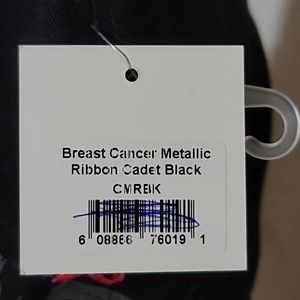 Breast Cancer Metallic
Ribbon Cadet Black
CMRBK
6 08866 76019 1